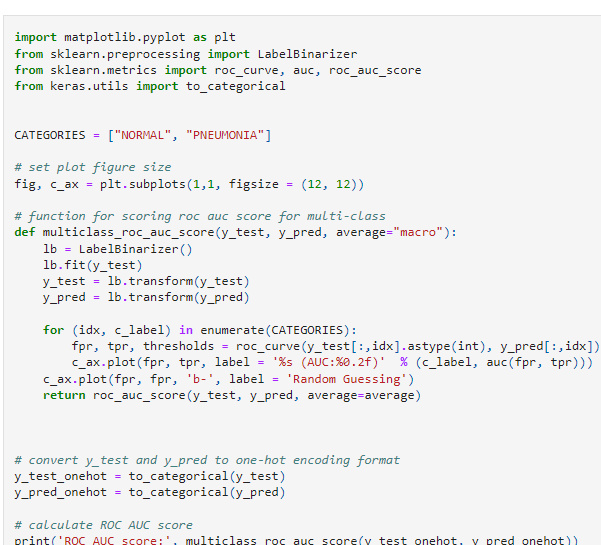 import matplotlib.pyplot as plt
from sklearn.preprocessing import LabelBinarizer
from sklearn.metrics import roc_curve, auc, roc_auc_score
from keras.utils import to_categorical
CATEGORIES = ["NORMAL", "PNEUMONIA"]
# set plot figure size
fig, c_ax = plt.subplots(1,1, figsize = (12, 12))
# function for scoring roc auc score for multi-class
def multiclass_roc_auc_score(y_test, y_pred, average="macro"):
    lb = LabelBinarizer()
    lb.fit(y_test)
    y_test = lb.transform(y_test)
    y_pred = lb.transform(y_pred)
    for (idx, c_label) in enumerate(CATEGORIES):
        fpr, tpr, thresholds = roc_curve(y_test[:,idx].astype(int), y_pred[:,idx])
        c_ax.plot(fpr, tpr, label = '%s (AUC:%0.2f)'  % (c_label, auc(fpr, tpr)))
    c_ax.plot(fpr, fpr, 'b-', label = 'Random Guessing')
    return roc_auc_score(y_test, y_pred, average=average)
# convert y_test and y_pred to one-hot encoding format
y_test_onehot = to_categorical(y_test)
y_pred_onehot = to_categorical(y_pred)
# calculate ROC AUC score
print('ROC AUC score:', multiclass_roc_auc_score(y_test_onehot, y_pred_onehot))